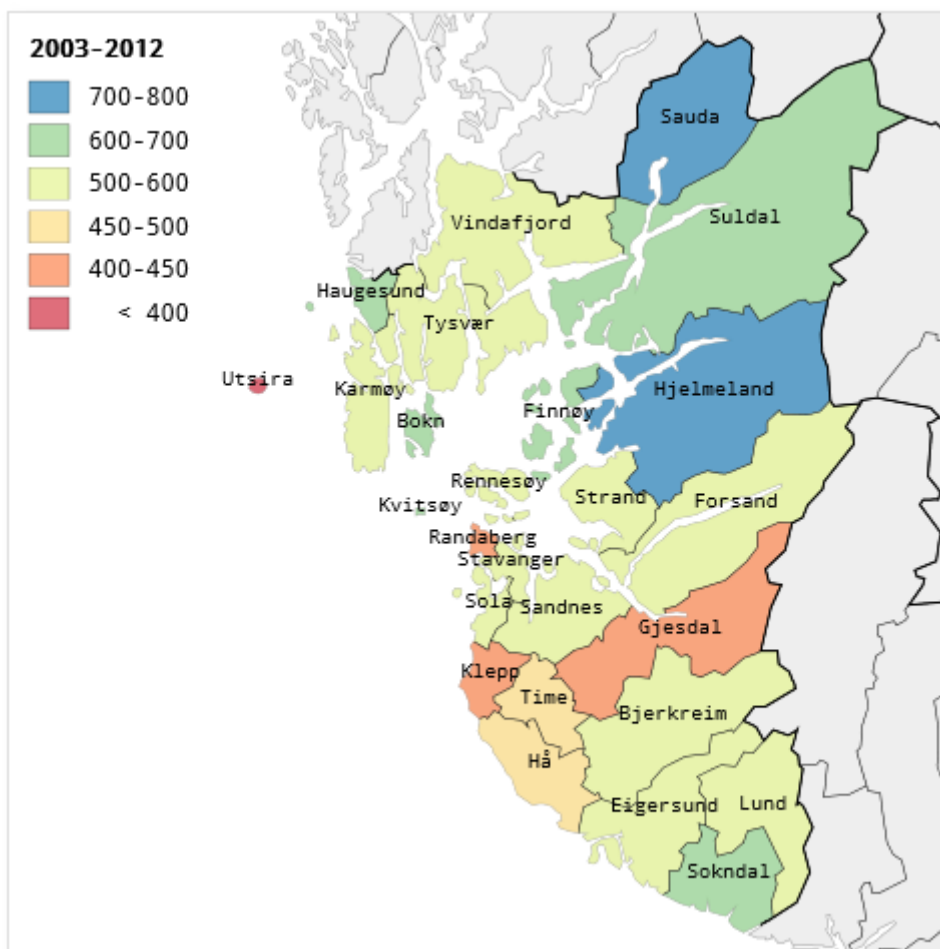 2003–2012
700-800
600-700
500-600
450-500
400-450
< 400
Sauda
Suldal
Vindafjord
Haugesund
Tysvær
Utsira
Karmøy
Hjelmeland
Finnøy
Bokn
Rennesøy
Strand
Forsand
Kvitsøy
Randaberg
Stavanger
Sola
Sandnes
Gjesdal
Klepp
Time
Bjerkreim
Hå
Eigersund
Lund
Sokndal